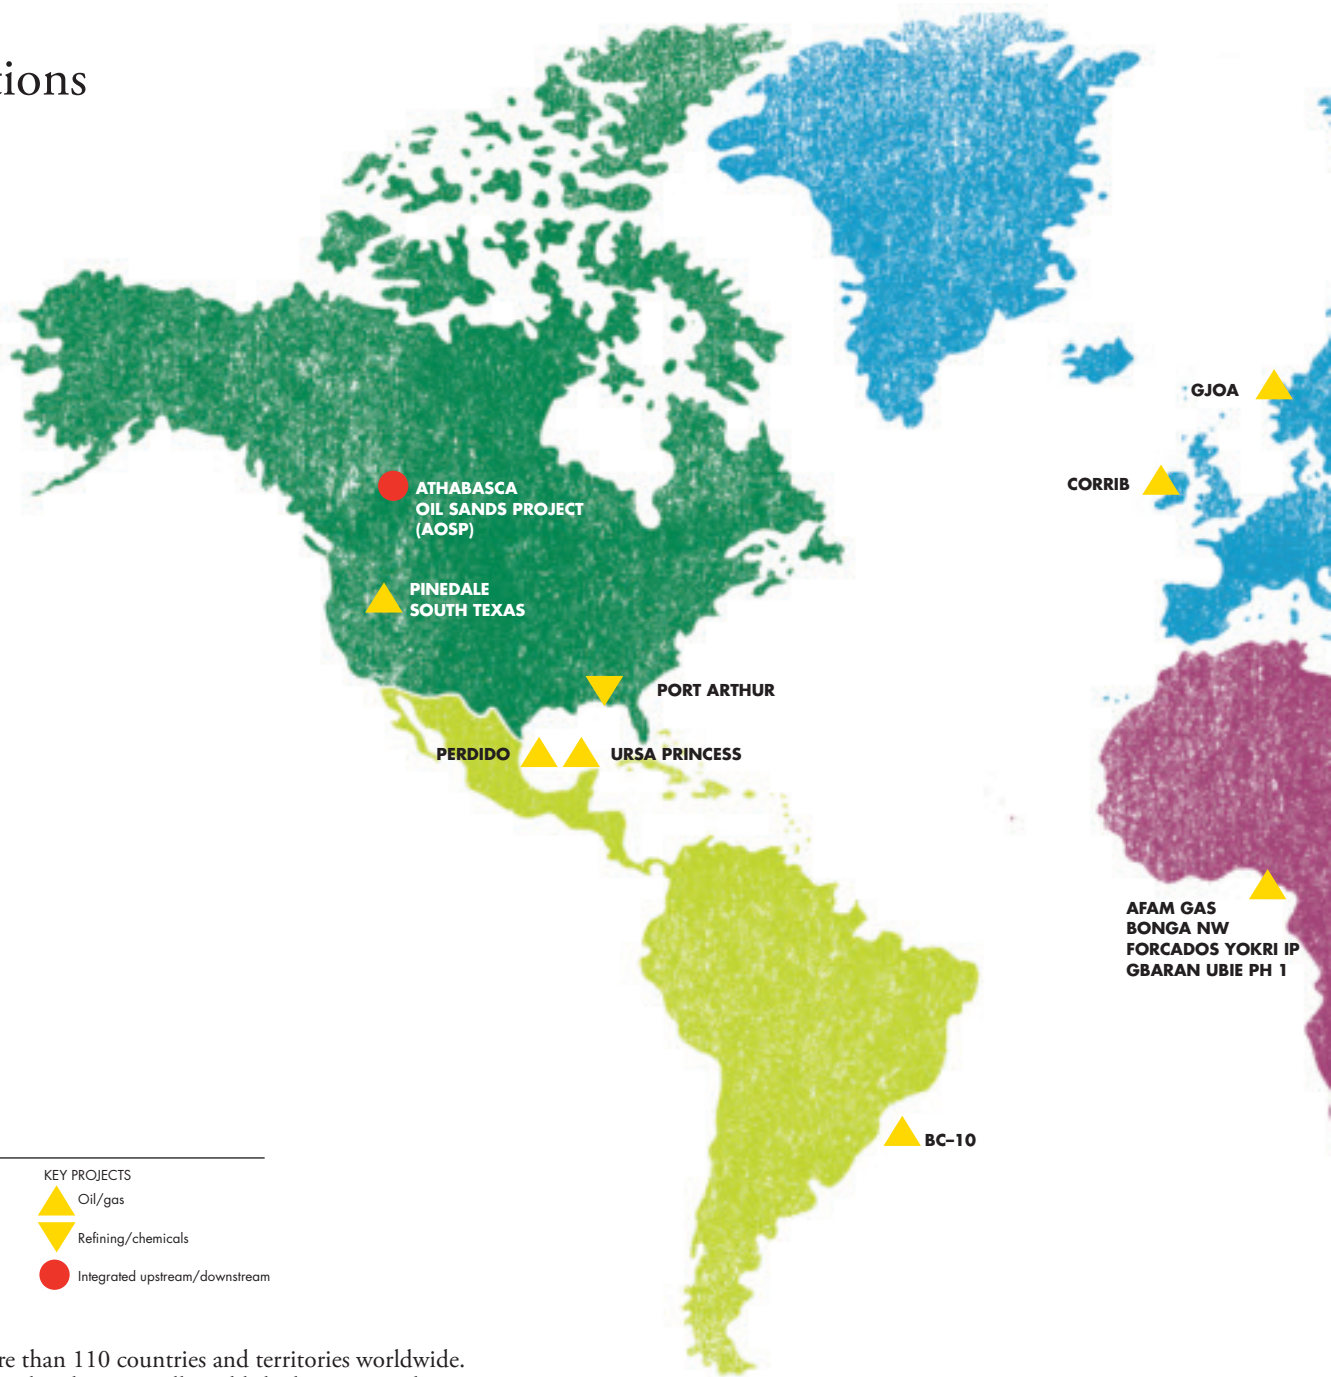 tions
GJOA
CORRIB
ATHABASCA
OIL SANDS PROJECT
(AOSP)
PINEDALE
SOUTH TEXAS
PORT ARTHUR
PERDIDO
URSA PRINCESS
AFAM GAS
BONGA NW
FORCADOS YOKRI IP
GBARAN UBIE PH 1
BC–10
KEY PROJECTS
Oil/gas
Refining/chemicals
Integrated upstream/downstream
re than 110 countries and territories worldwide.